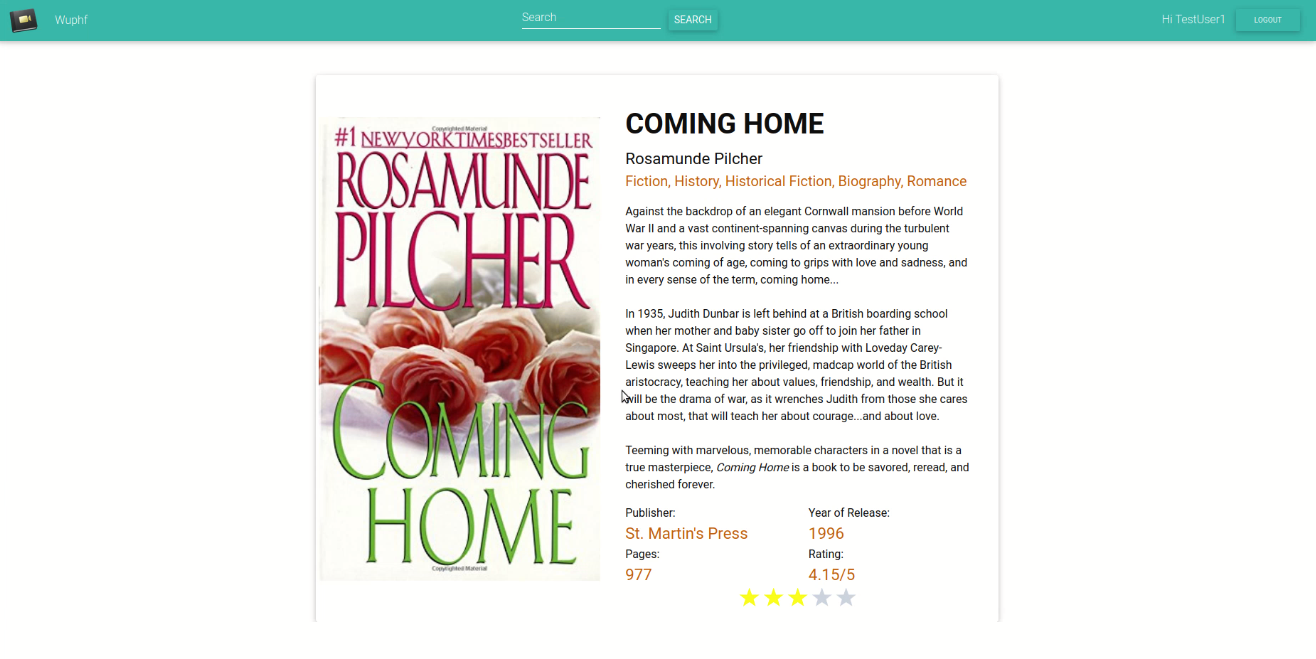 Wuphf
Search
SEARCH
Hi TestUser1
LOGOUT
Copyrighted Material
#1 NEW YORK TIMES BESTSELLER
ROSAMUNDE
PILCHER
COMING
HOME
Copyrighted Material
COMING HOME
Rosamunde Pilcher
Fiction, History, Historical Fiction, Biography, Romance
Against the backdrop of an elegant Cornwall mansion before World
War II and a vast continent-spanning canvas during the turbulent
war years, this involving story tells of an extraordinary young
woman's coming of age, coming to grips with love and sadness, and
in every sense of the term, coming home...
In 1935, Judith Dunbar is left behind at a British boarding school
when her mother and baby sister go off to join her father in
Singapore. At Saint Ursula's, her friendship with Loveday Carey-
Lewis sweeps her into the privileged, madcap world of the British
aristocracy, teaching her about values, friendship, and wealth. But it
will be the drama of war, as it wrenches Judith from those she cares
about most, that will teach her about courage...and about love.
Teeming with marvelous, memorable characters in a novel that is a
true masterpiece, Coming Home is a book to be savored, reread, and
cherished forever.
Publisher:
St. Martin's Press
Year of Release:
1996
Pages:
977
Rating:
4.15/5